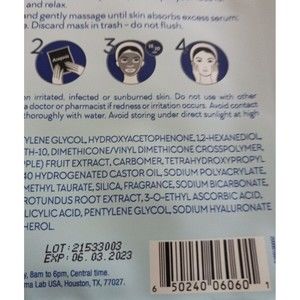 and relax.
and gently massage until skin absorbs excess serum.
Discard mask in trash - do not flush.
2 3 4
on irritated, infected or sunburned skin. Do not use with other
a doctor or pharmacist if redness or irritation occurs. Avoid contact
thoroughly with water. Avoid storing under direct sunlight at high
YLENE GLYCOL, HYDROXYACETOPHENONE, 1,2-HEXANEDIOL,
TH-10, DIMETHICONE/VINYL DIMETHICONE CROSSPOLYMER,
PPLE) FRUIT EXTRACT, CARBOMER, TETRAHYDROXYPROPYL
40 HYDROGENATED CASTOR OIL, SODIUM POLYACRYLATE,
METHYL TAURATE, SILICA, FRAGRANCE, SODIUM BICARBONATE,
ROTUNDUS ROOT EXTRACT, 3-O-ETHYL ASCORBIC ACID,
LICYLIC ACID, PENTYLENE GLYCOL, SODIUM HYALURONATE
HEROL.
LOT: 21533003
EXP: 06. 03. 2023
y, 8am to 6pm, Central time.
ma Lab USA, Houston, TX, 77027
6 50240 06060 1